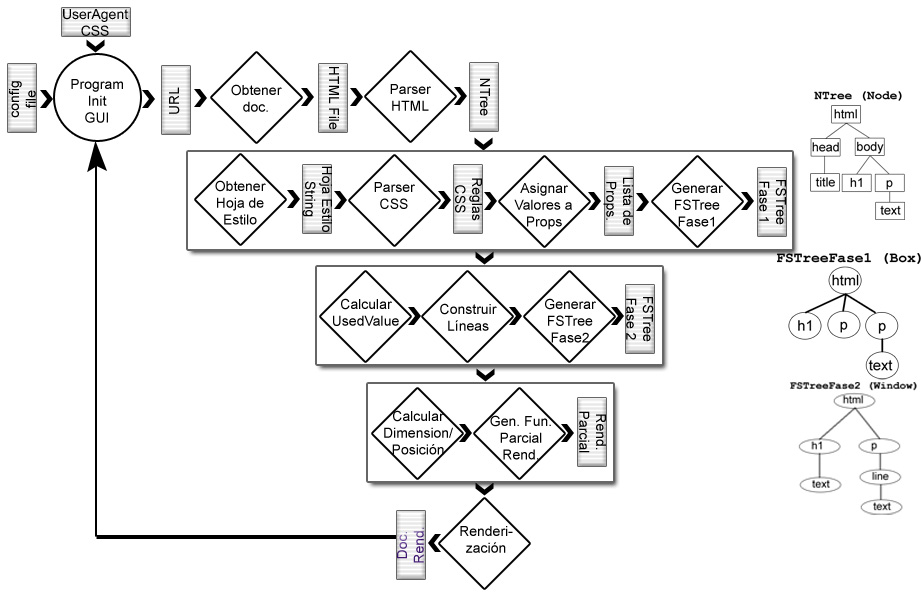 UserAgent
CSS
config
file
Program
Init
GUI
URL
Obtener
doc.
HTML File
Parser
HTML
NTree
Obtener
Hoja de
Estilo
Hoja Estilo
String
Parser
CSS
Reglas
CSS
Asignar
Valores a
Props
Lista de
Props.
Generar
FSTree
Fase1
FSTree
Fase 1
Calcular
UsedValue
Construir
Líneas
Generar
FSTree
Fase2
FSTree
Fase 2
Calcular
Dimension/
Posición
Gen. Fun.
Parcial
Rend.
Rend.
Parcial
Renderi-
zación
Doc.
Rend.
NTree (Node)
html
head
body
title
h1
p
text
FSTreeFase1 (Box)
html
h1
p
p
text
FSTreeFase2 (Window)
html
h1
p
text
line
text